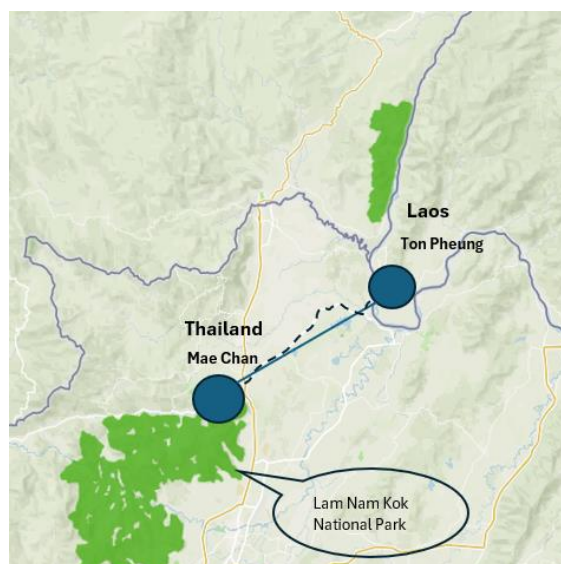 Laos
Ton Pheung
Thailand
Mae Chan
Lam Nam Kok
National Park